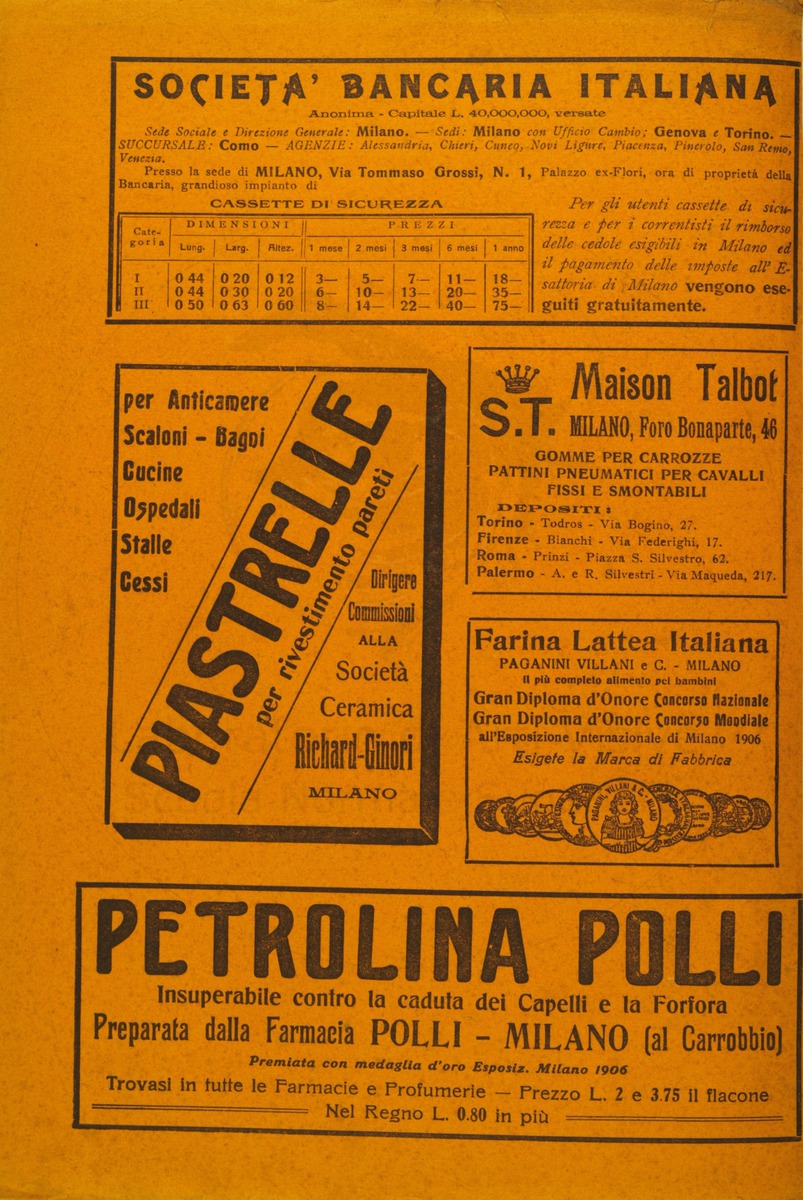 SOCIETA' BANCARIA ITALIANA
Anonima - Capitale L. 40,000,000, versate
Sede Sociale e Direzione Generale: Milano. — Sedi: Milano con Ufficio Cambio; Genova e Torino. —
SUCCURSALE: Como — AGENZIE: Alessandria, Chieri, Cuneo, Novi Ligure, Piacenza, Pinerolo, San Remo,
Venezia.
Presso la sede di MILANO, Via Tommaso Grossi, N. 1, Palazzo ex-Flori, ora di proprietà della
Bancaria, grandioso impianto di
CASSETTE DI SICUREZZA
Categoria DIMENSIONI PREZZI
Lung. Larg. Altez. 1 mese 2 mesi 3 mesi 6 mesi 1 anno
I 0 44 0 20 0 12 3— 5— 7— 11— 18—
II 0 44 0 30 0 20 6— 10— 13— 20— 35—
III 0 50 0 63 0 60 8— 14— 22— 40— 75—
Per gli utenti cassette di sicu-
rezza e per i correntisti il rimborso
delle cedole esigibili in Milano ed
il pagamento delle imposte all'E-
sattoria di Milano vengono ese-
guiti gratuitamente.
per Anticamere
Scaloni - Bagni
Cucine
Ospedali
Stalle
Cessi
PIASTRELLE
per rivestimento pareti
Dirigere
Commissioni
ALLA
Società
Ceramica
Richard-Ginori
MILANO
S.T.
Maison Talbot
MILANO, Foro Bonaparte, 46
GOMME PER CARROZZE
PATTINI PNEUMATICI PER CAVALLI
FISSI E SMONTABILI
DEPOSITI:
Torino - Todros - Via Bogino, 27.
Firenze - Bianchi - Via Federighi, 17.
Roma - Prinzi - Piazza S. Silvestro, 62.
Palermo - A. e R. Silvestri - Via Maqueda, 217.
Farina Lattea Italiana
PAGANINI VILLANI e C. - MILANO
Il più completo alimento pei bambini
Gran Diploma d'Onore Concorso Nazionale
Gran Diploma d'Onore Concorso Mondiale
all'Esposizione Internazionale di Milano 1906
Esigete la Marca di Fabbrica
PAGANINI, VILLANI & C. - MILANO
PETROLINA POLLI
Insuperabile contro la caduta dei Capelli e la Forfora
Preparata dalla Farmacia POLLI - MILANO (al Carrobbio)
Premiata con medaglia d'oro Esposiz. Milano 1906
Trovasi in tutte le Farmacie e Profumerie — Prezzo L. 2 e 3.75 il flacone
Nel Regno L. 0.80 in più